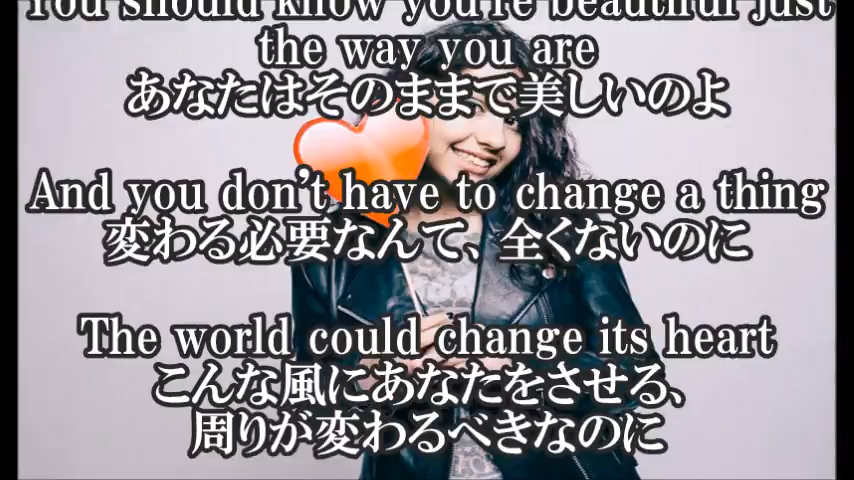 You should know you're beautiful just
the way you are
あなたはそのままで美しいのよ
And you don't have to change a thing
変わる必要なんて、全くないのに
The world could change its heart
こんな風にあなたをさせる、
周りが変わるべきなのに